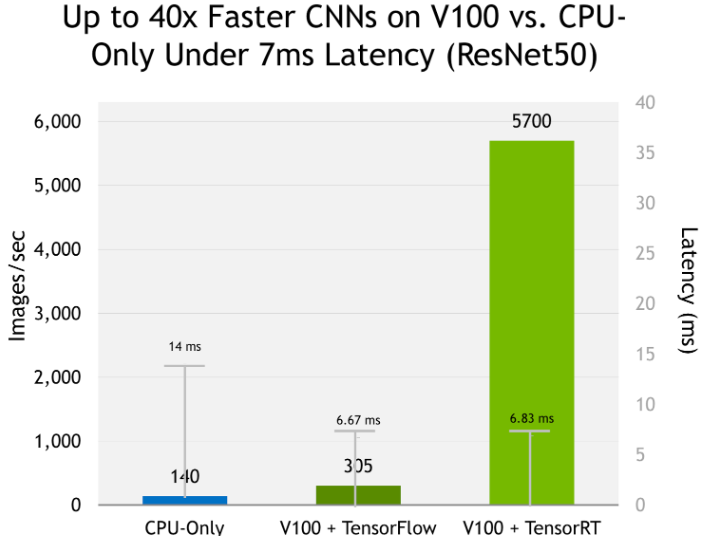 Up to 40x Faster CNNs on V100 vs. CPU-
Only Under 7ms Latency (ResNet50)
40
6,000
5700
35
5,000
30
4,000
25
Images/sec
Latency (ms)
3,000
20
14 ms
15
2,000
10
6.67 ms
6.83 ms
1,000
5
140
305
0
0
CPU-Only
V100 + TensorFlow
V100 + TensorRT